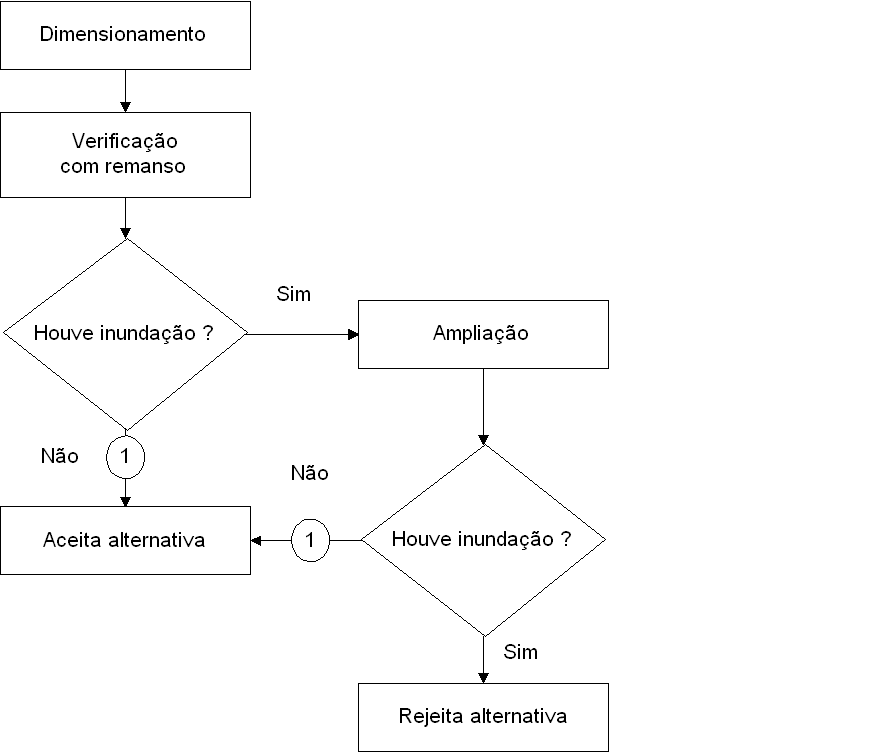 Dimensionamento
Verificação
com remanso
Sim
Houve inundação ?
Ampliação
Não
1
Não
Aceita alternativa
1
Houve inundação ?
Sim
Rejeita alternativa